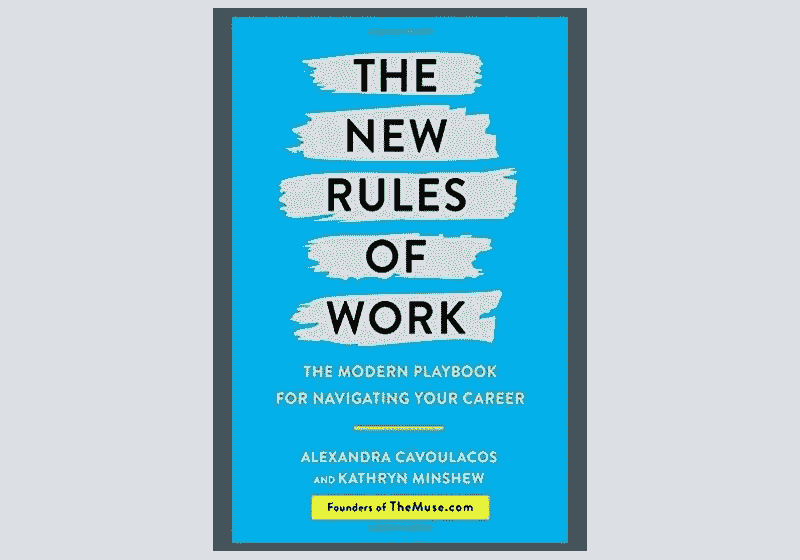 THE
NEW
RULES
OF
WORK
THE MODERN PLAYBOOK
FOR NAVIGATING YOUR CAREER
ALEXANDRA CAVOULACOS
AND KATHRYN MINSHEW
Founders of TheMuse.com